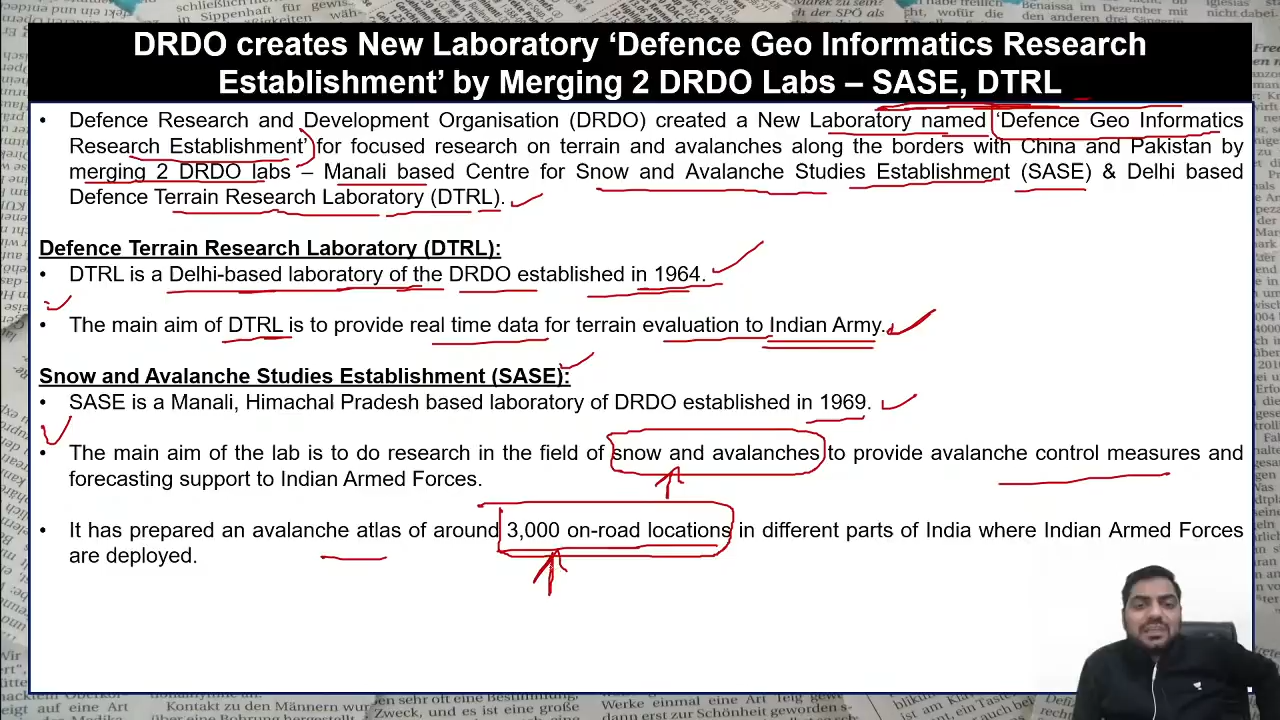 DRDO creates New Laboratory ‘Defence Geo Informatics Research
Establishment’ by Merging 2 DRDO Labs – SASE, DTRL
• Defence Research and Development Organisation (DRDO) created a New Laboratory named ‘Defence Geo Informatics
Research Establishment’ for focused research on terrain and avalanches along the borders with China and Pakistan by
merging 2 DRDO labs – Manali based Centre for Snow and Avalanche Studies Establishment (SASE) & Delhi based
Defence Terrain Research Laboratory (DTRL).
Defence Terrain Research Laboratory (DTRL):
• DTRL is a Delhi-based laboratory of the DRDO established in 1964.
• The main aim of DTRL is to provide real time data for terrain evaluation to Indian Army.
Snow and Avalanche Studies Establishment (SASE):
• SASE is a Manali, Himachal Pradesh based laboratory of DRDO established in 1969.
• The main aim of the lab is to do research in the field of snow and avalanches to provide avalanche control measures and
forecasting support to Indian Armed Forces.
• It has prepared an avalanche atlas of around 3,000 on-road locations in different parts of India where Indian Armed Forces
are deployed.